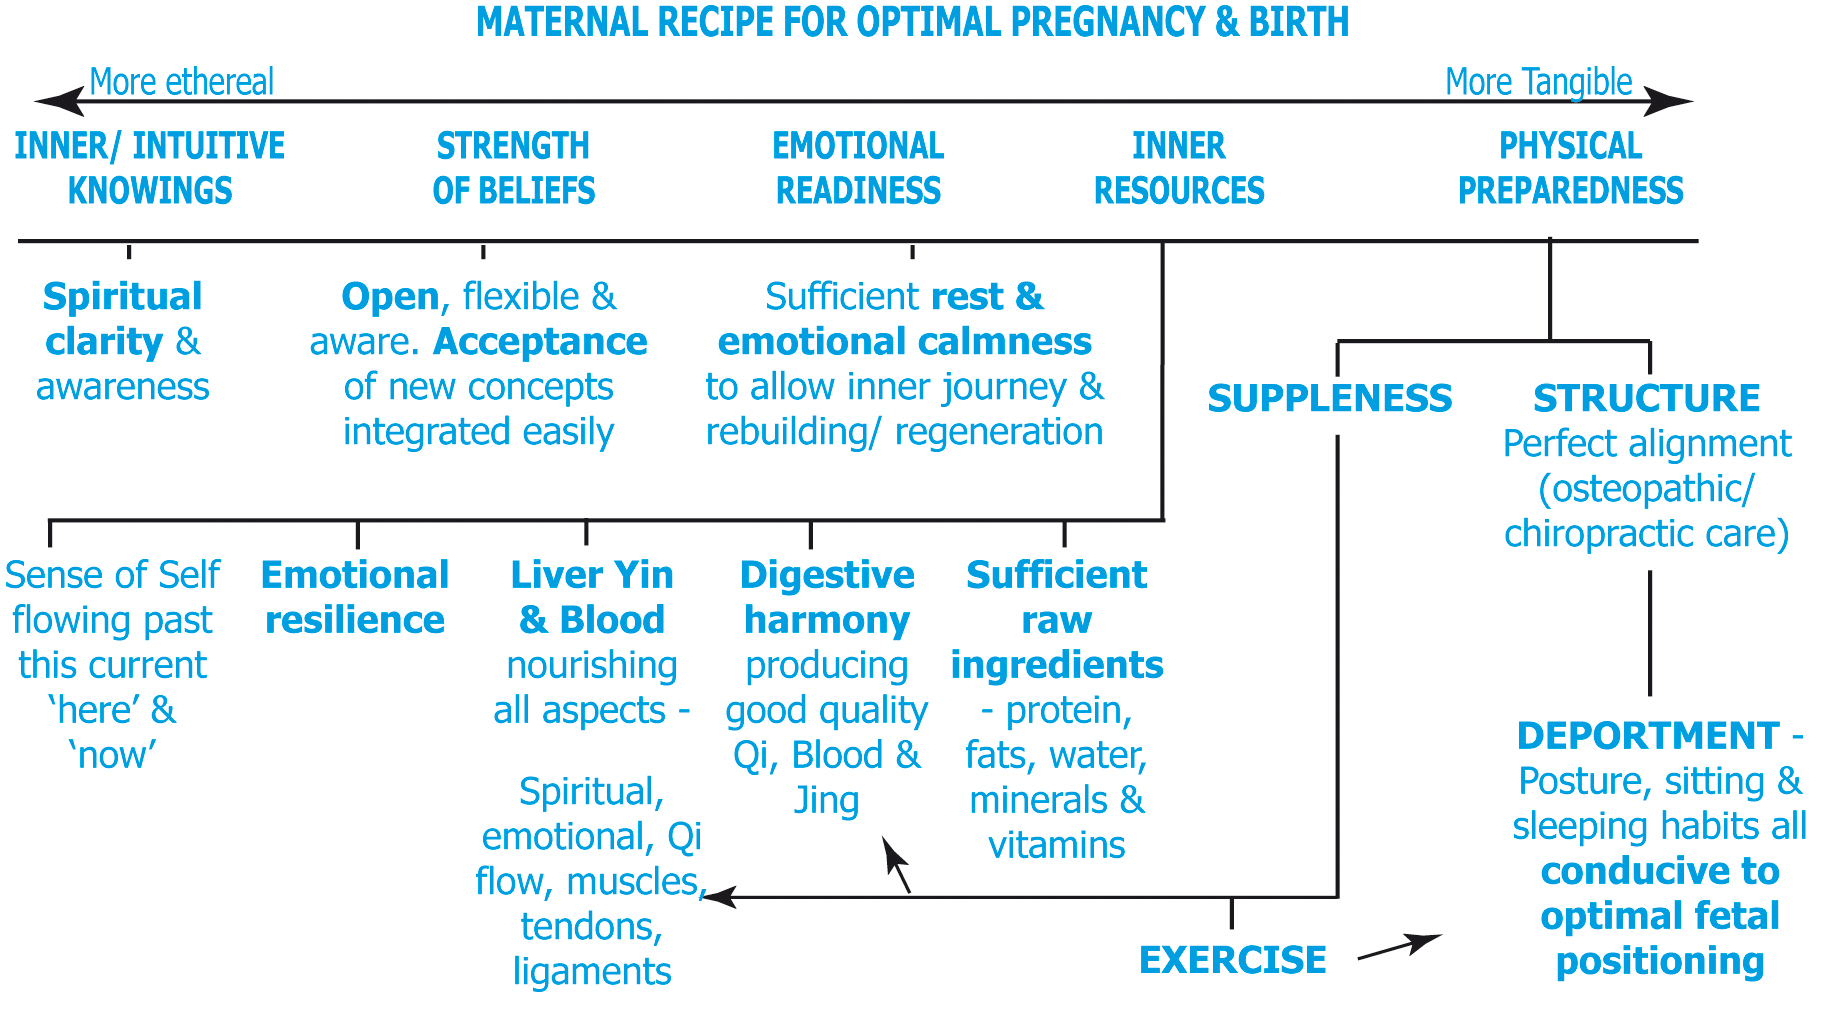 MATERNAL RECIPE FOR OPTIMAL PREGNANCY & BIRTH
More ethereal
More Tangible
INNER/ INTUITIVE
KNOWINGS
STRENGTH
OF BELIEFS
EMOTIONAL
READINESS
INNER
RESOURCES
PHYSICAL
PREPAREDNESS
Spiritual
clarity &
awareness
Open, flexible &
aware. Acceptance
of new concepts
integrated easily
Sufficient rest &
emotional calmness
to allow inner journey &
rebuilding/ regeneration
SUPPLENESS
STRUCTURE
Perfect alignment
(osteopathic/
chiropractic care)
Sense of Self
flowing past
this current
‘here’ &
‘now’
Emotional
resilience
Liver Yin
& Blood
nourishing
all aspects -
Spiritual,
emotional, Qi
flow, muscles,
tendons,
ligaments
Digestive
harmony
producing
good quality
Qi, Blood &
Jing
Sufficient
raw
ingredients
- protein,
fats, water,
minerals &
vitamins
EXERCISE
DEPORTMENT -
Posture, sitting &
sleeping habits all
conducive to
optimal fetal
positioning